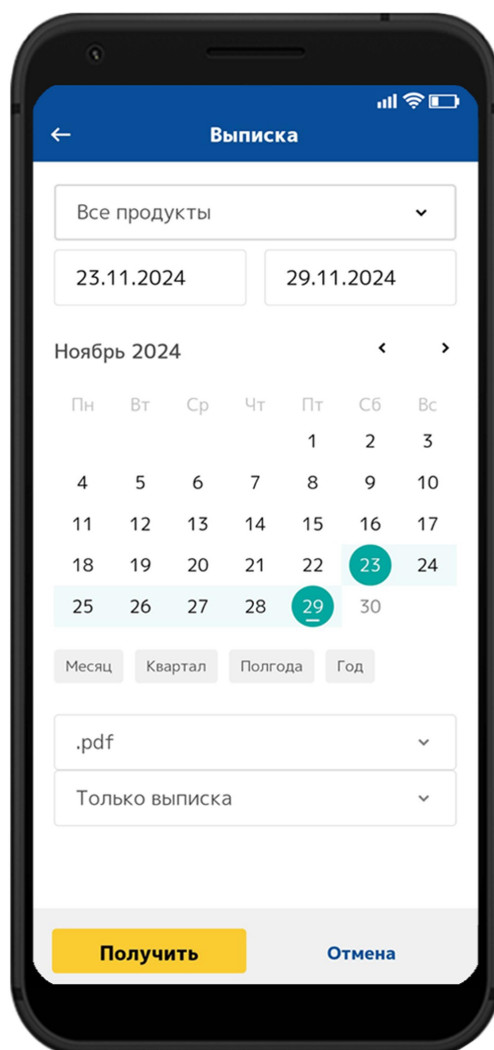 Выписка
Все продукты
23.11.2024 29.11.2024
Ноябрь 2024
Пн Вт Ср Чт Пт Сб Вс
1 2 3
4 5 6 7 8 9 10
11 12 13 14 15 16 17
18 19 20 21 22 23 24
25 26 27 28 29 30
Месяц Квартал Полгода Год
.pdf
Только выписка
Получить Отмена